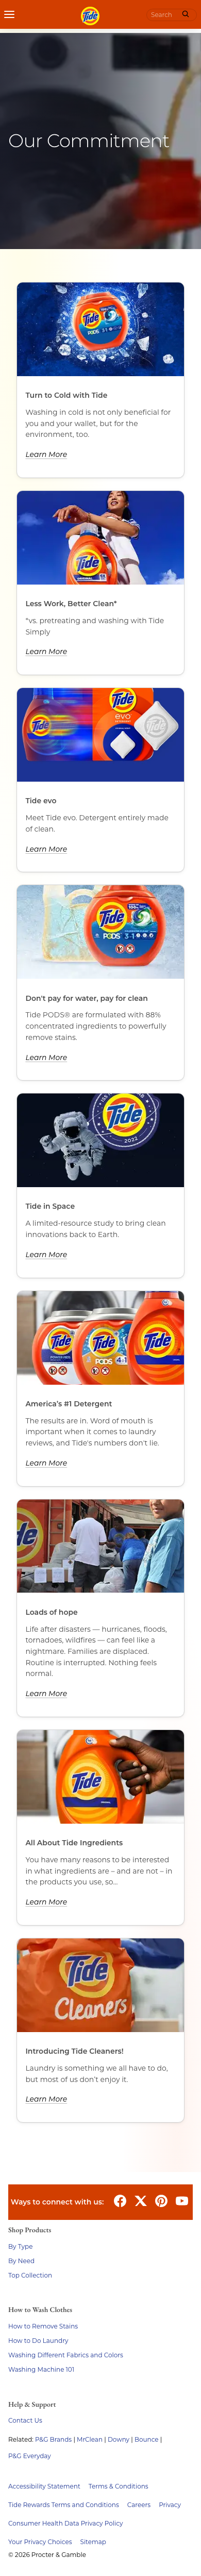 Tide
Search
Our Commitment
Turn to Cold with Tide
Washing in cold is not only beneficial for
you and your wallet, but for the
environment, too.
Learn More
Less Work, Better Clean*
*vs. pretreating and washing with Tide
Simply
Learn More
Tide evo
Meet Tide evo. Detergent entirely made
of clean.
Learn More
Don't pay for water, pay for clean
Tide PODS® are formulated with 88%
concentrated ingredients to powerfully
remove stains.
Learn More
Tide in Space
A limited-resource study to bring clean
innovations back to Earth.
Learn More
America's #1 Detergent
The results are in. Word of mouth is
important when it comes to laundry
reviews, and Tide's numbers don't lie.
Learn More
Loads of hope
Life after disasters — hurricanes, floods,
tornadoes, wildfires — can feel like a
nightmare. Families are displaced.
Routine is interrupted. Nothing feels
normal.
Learn More
All About Tide Ingredients
You have many reasons to be interested
in what ingredients are – and are not – in
the products you use, so...
Learn More
Tide
Cleaners
Introducing Tide Cleaners!
Laundry is something we all have to do,
but most of us don't enjoy it.
Learn More
Ways to connect with us:
Shop Products
By Type
By Need
Top Collection
How to Wash Clothes
How to Remove Stains
How to Do Laundry
Washing Different Fabrics and Colors
Washing Machine 101
Help & Support
Contact Us
Related: P&G Brands | MrClean | Downy | Bounce |
P&G Everyday
Accessibility Statement Terms & Conditions
Tide Rewards Terms and Conditions Careers Privacy
Consumer Health Data Privacy Policy
Your Privacy Choices Sitemap
© 2026 Procter & Gamble